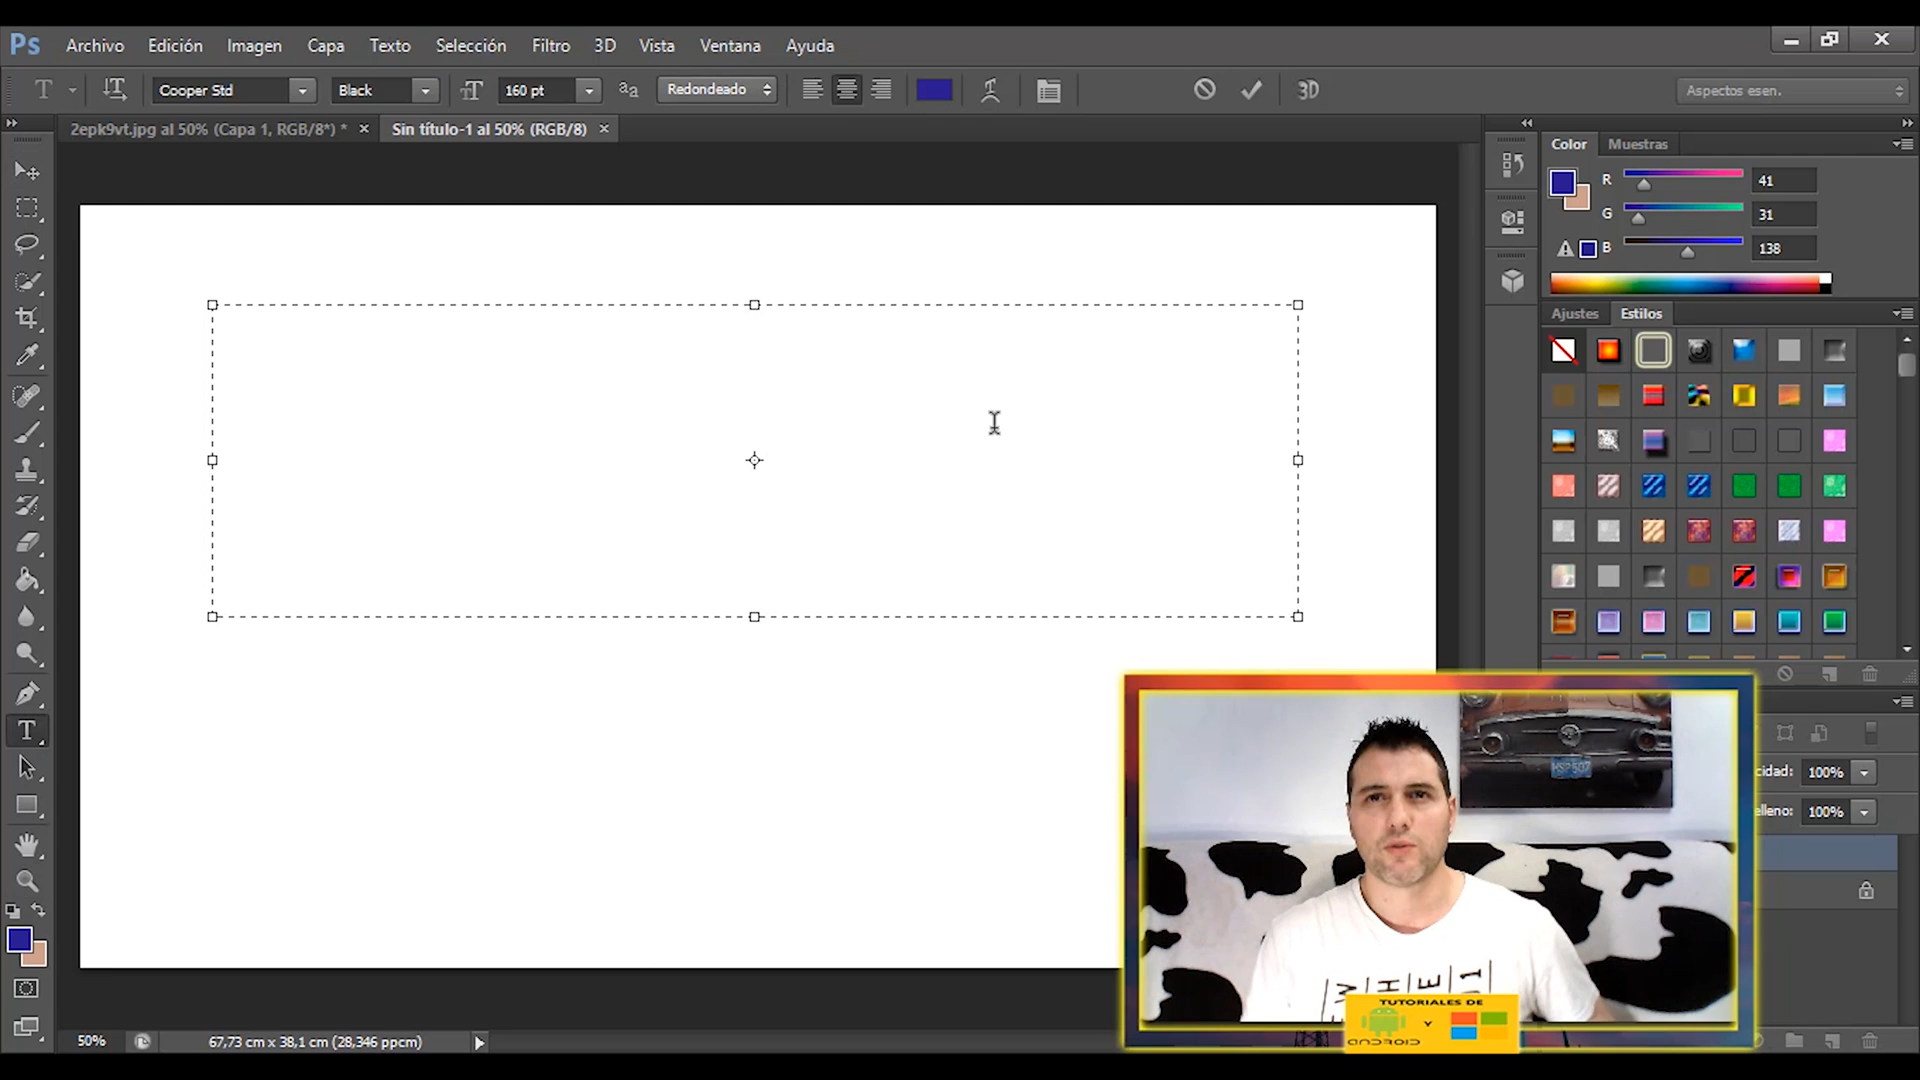 Ps Archivo Edición Imagen Capa Texto Selección Filtro 3D Vista Ventana Ayuda
T Cooper Std Black 160 pt aa Redondeado 3D Aspectos esen.
2epk9vt.jpg al 50% (Capa 1, RGB/8*) * × Sin título-1 al 50% (RGB/8) ×
Color Muestras
R 41
G 31
B 138
Ajustes Estilos
cidad: 100%
elleno: 100%
TUTORIALES DE
ANDROID Y
50% 67,73 cm x 38,1 cm (28,346 ppcm)